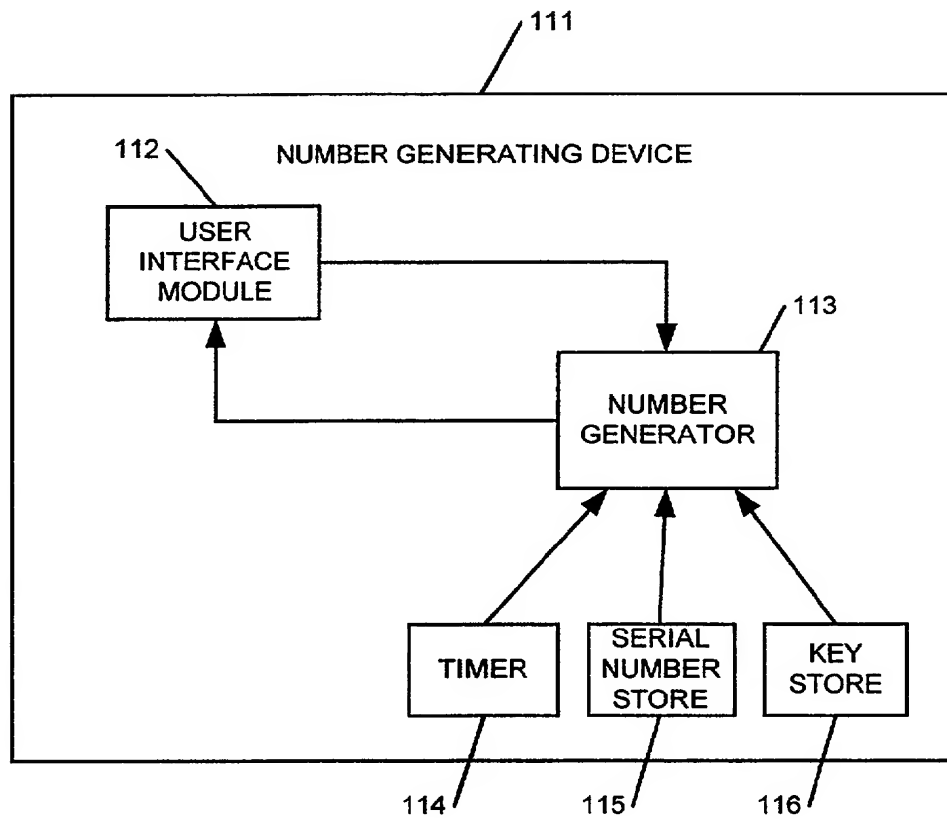 111
112
NUMBER GENERATING DEVICE
USER
INTERFACE
MODULE
113
NUMBER
GENERATOR
TIMER
SERIAL
NUMBER
STORE
KEY
STORE
114
115
116